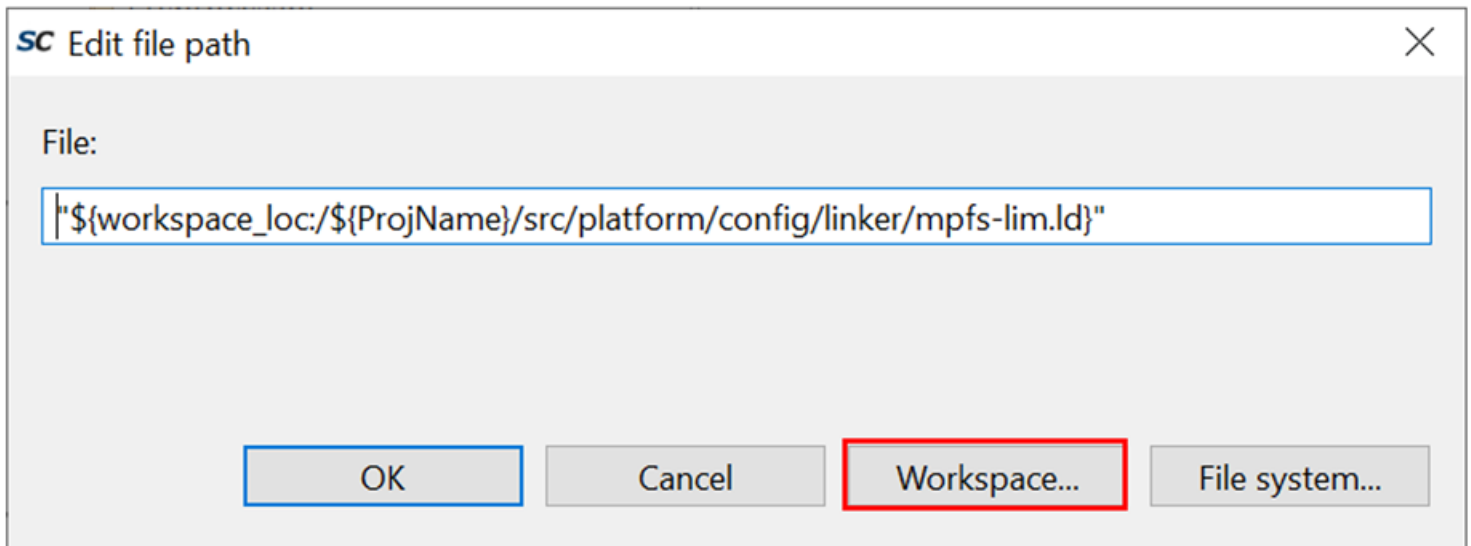 SC Edit file path
File:
"${workspace_loc:/${ProjName}/src/platform/config/linker/mpfs-lim.ld}"
OK Cancel Workspace... File system...